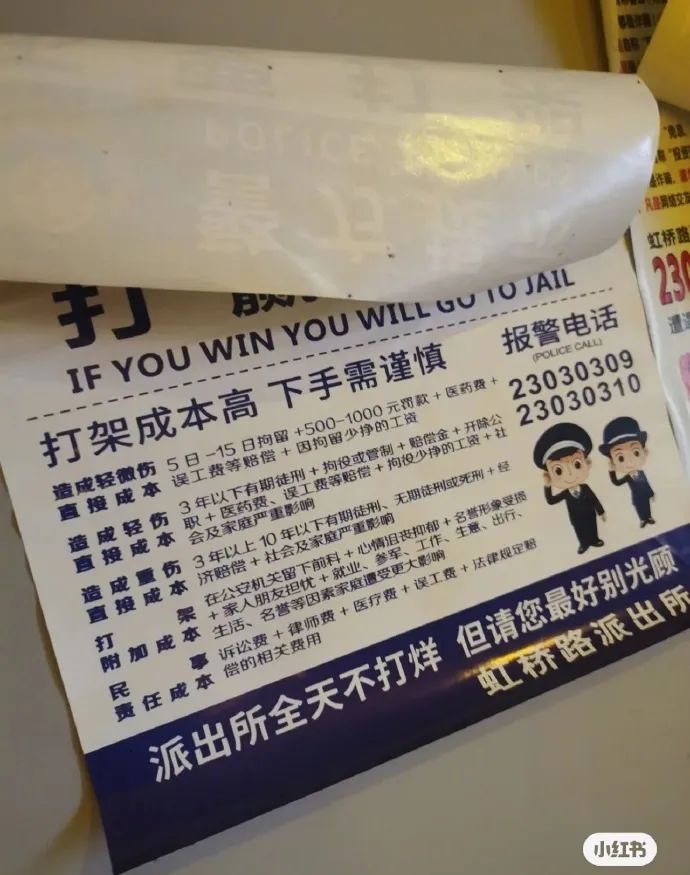 打
IF YOU WIN YOU WILL GO TO JAIL
打架成本高 下手需谨慎
报警电话
(POLICE CALL)
23030309
23030310
造成轻微伤
直接成本
5日-15日拘留+500-1000元罚款+医药费+
误工费等赔偿+因拘留少挣的工资
造成轻伤
直接成本
3年以下有期徒刑+拘役或管制+赔偿金+开除公
职+医药费、误工费等赔偿+拘役少挣的工资+社
会及家庭严重影响
造成重伤
直接成本
3年以上10年以下有期徒刑、无期徒刑或死刑+经
济赔偿+社会及家庭严重影响
打架
附加成本
在公安机关留下前科+心情沮丧抑郁+名誉形象受损
+家人朋友担忧+就业、参军、工作、生意、出行、
生活、名誉等因素家庭遭受更大影响
民事
责任成本
诉讼费+律师费+医疗费+误工费+法律规定赔
偿的相关费用
派出所全天不打烊 但请您最好别光顾
虹桥路派出所
网络交友
虹桥路
230
小红书